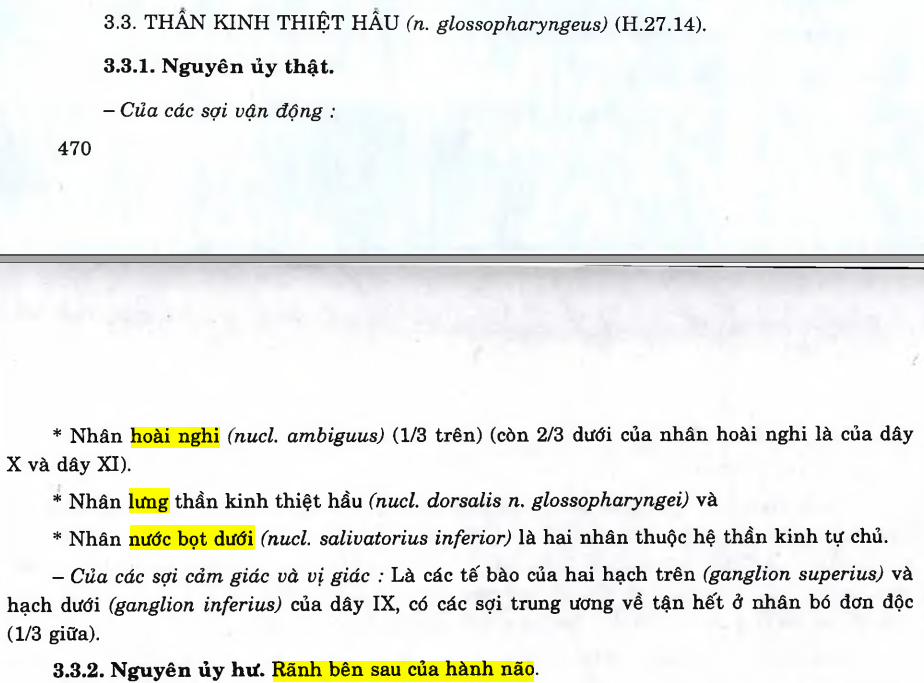 3.3. THẦN KINH THIỆT HẦU (n. glossopharyngeus) (H.27.14).
3.3.1. Nguyên ủy thật.
– Của các sợi vận động :
470
* Nhân hoài nghi (nucl. ambiguus) (1/3 trên) (còn 2/3 dưới của nhân hoài nghi là của dây
X và dây XI).
* Nhân lưng thần kinh thiệt hầu (nucl. dorsalis n. glossopharyngei) và
* Nhân nước bọt dưới (nucl. salivatorius inferior) là hai nhân thuộc hệ thần kinh tự chủ.
– Của các sợi cảm giác và vị giác : Là các tế bào của hai hạch trên (ganglion superius) và
hạch dưới (ganglion inferius) của dây IX, có các sợi trung ương về tận hết ở nhân bó đơn độc
(1/3 giữa).
3.3.2. Nguyên ủy hư. Rãnh bên sau của hành não.